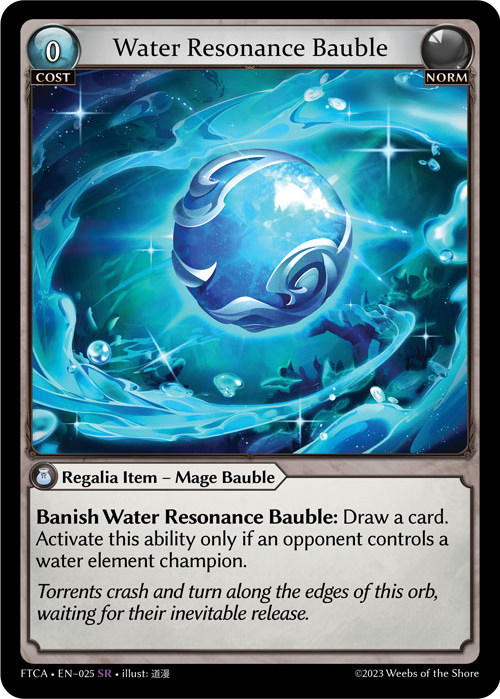 0
Water Resonance Bauble
COST
NORM
Regalia Item – Mage Bauble
Banish Water Resonance Bauble: Draw a card.
Activate this ability only if an opponent controls a
water element champion.
Torrents crash and turn along the edges of this orb,
waiting for their inevitable release.
FTCA • EN-025 SR • illust: 道漫
©2023 Weebs of the Shore